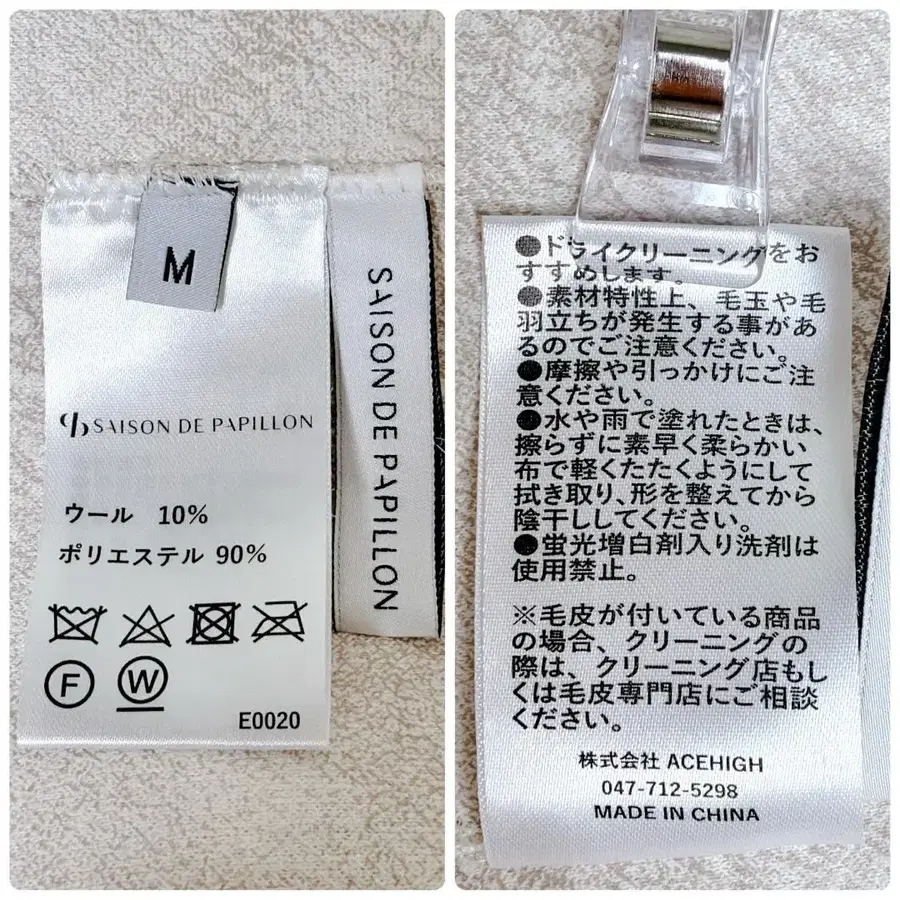 M
SAISON DE PAPILLON
SAISON DE PAPILLON
ウール 10%
ポリエステル 90%
F W
E0020
●ドライクリーニングをお
すすめします。
●素材特性上、毛玉や毛
羽立ちが発生する事があ
るのでご注意ください。
●摩擦や引っかけにご注
意ください。
●水や雨で塗れたときは、
擦らずに素早く柔らかい
布で軽くたたくようにして
拭き取り、形を整えてから
陰干ししてください。
●蛍光増白剤入り洗剤は
使用禁止。
※毛皮が付いている商品
の場合、クリーニングの
際は、クリーニング店もし
くは毛皮専門店にご相談
ください。
株式会社 ACEHIGH
047-712-5298
MADE IN CHINA